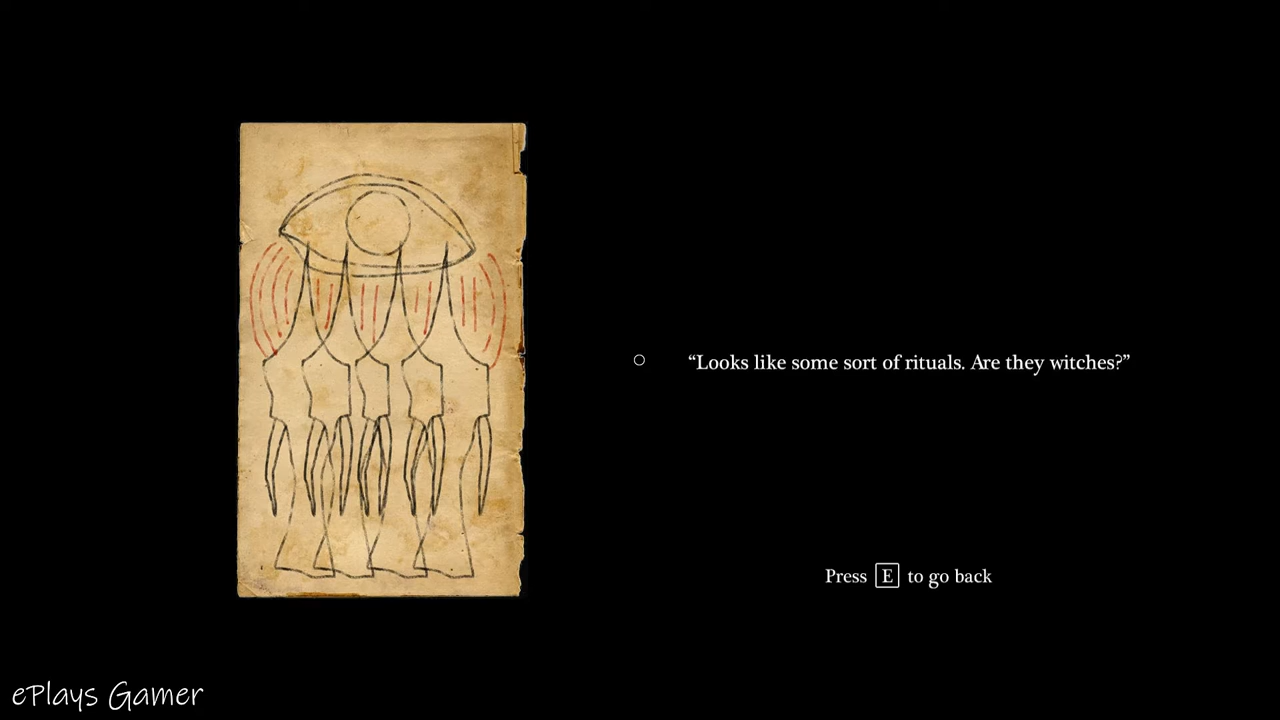 “Looks like some sort of rituals. Are they witches?”
Press E to go back
ePlays Gamer